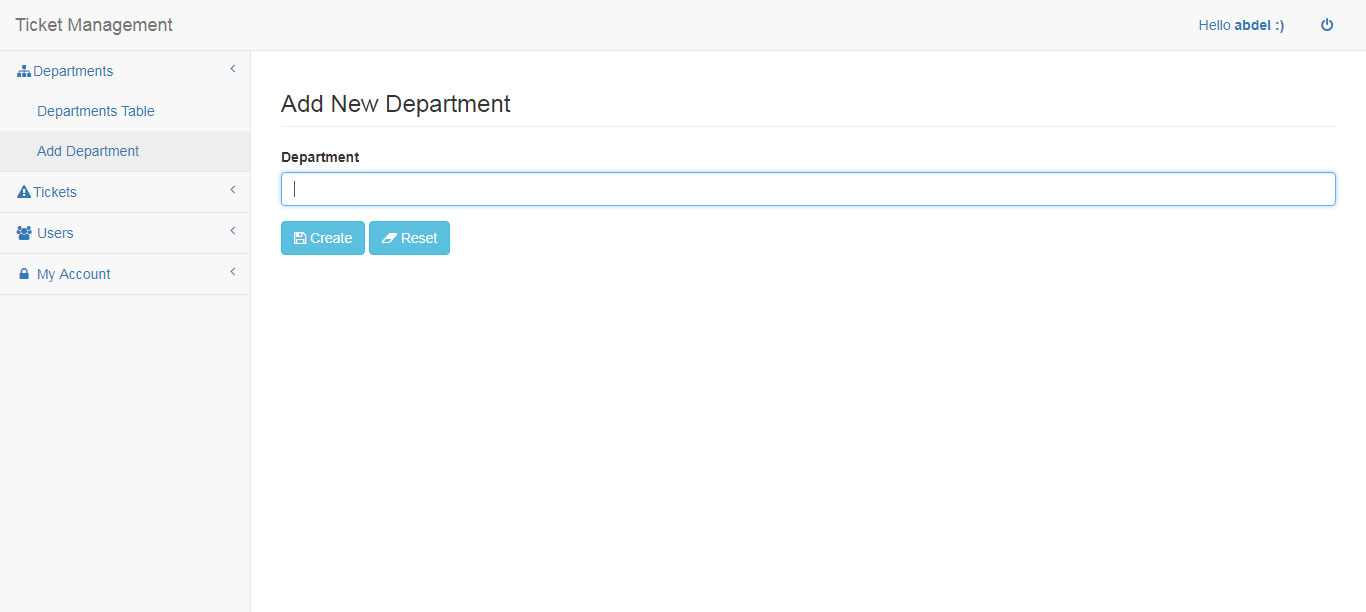 Ticket Management
Hello abdel :)
Departments
Departments Table
Add Department
Tickets
Users
My Account
Add New Department
Department
Create Reset